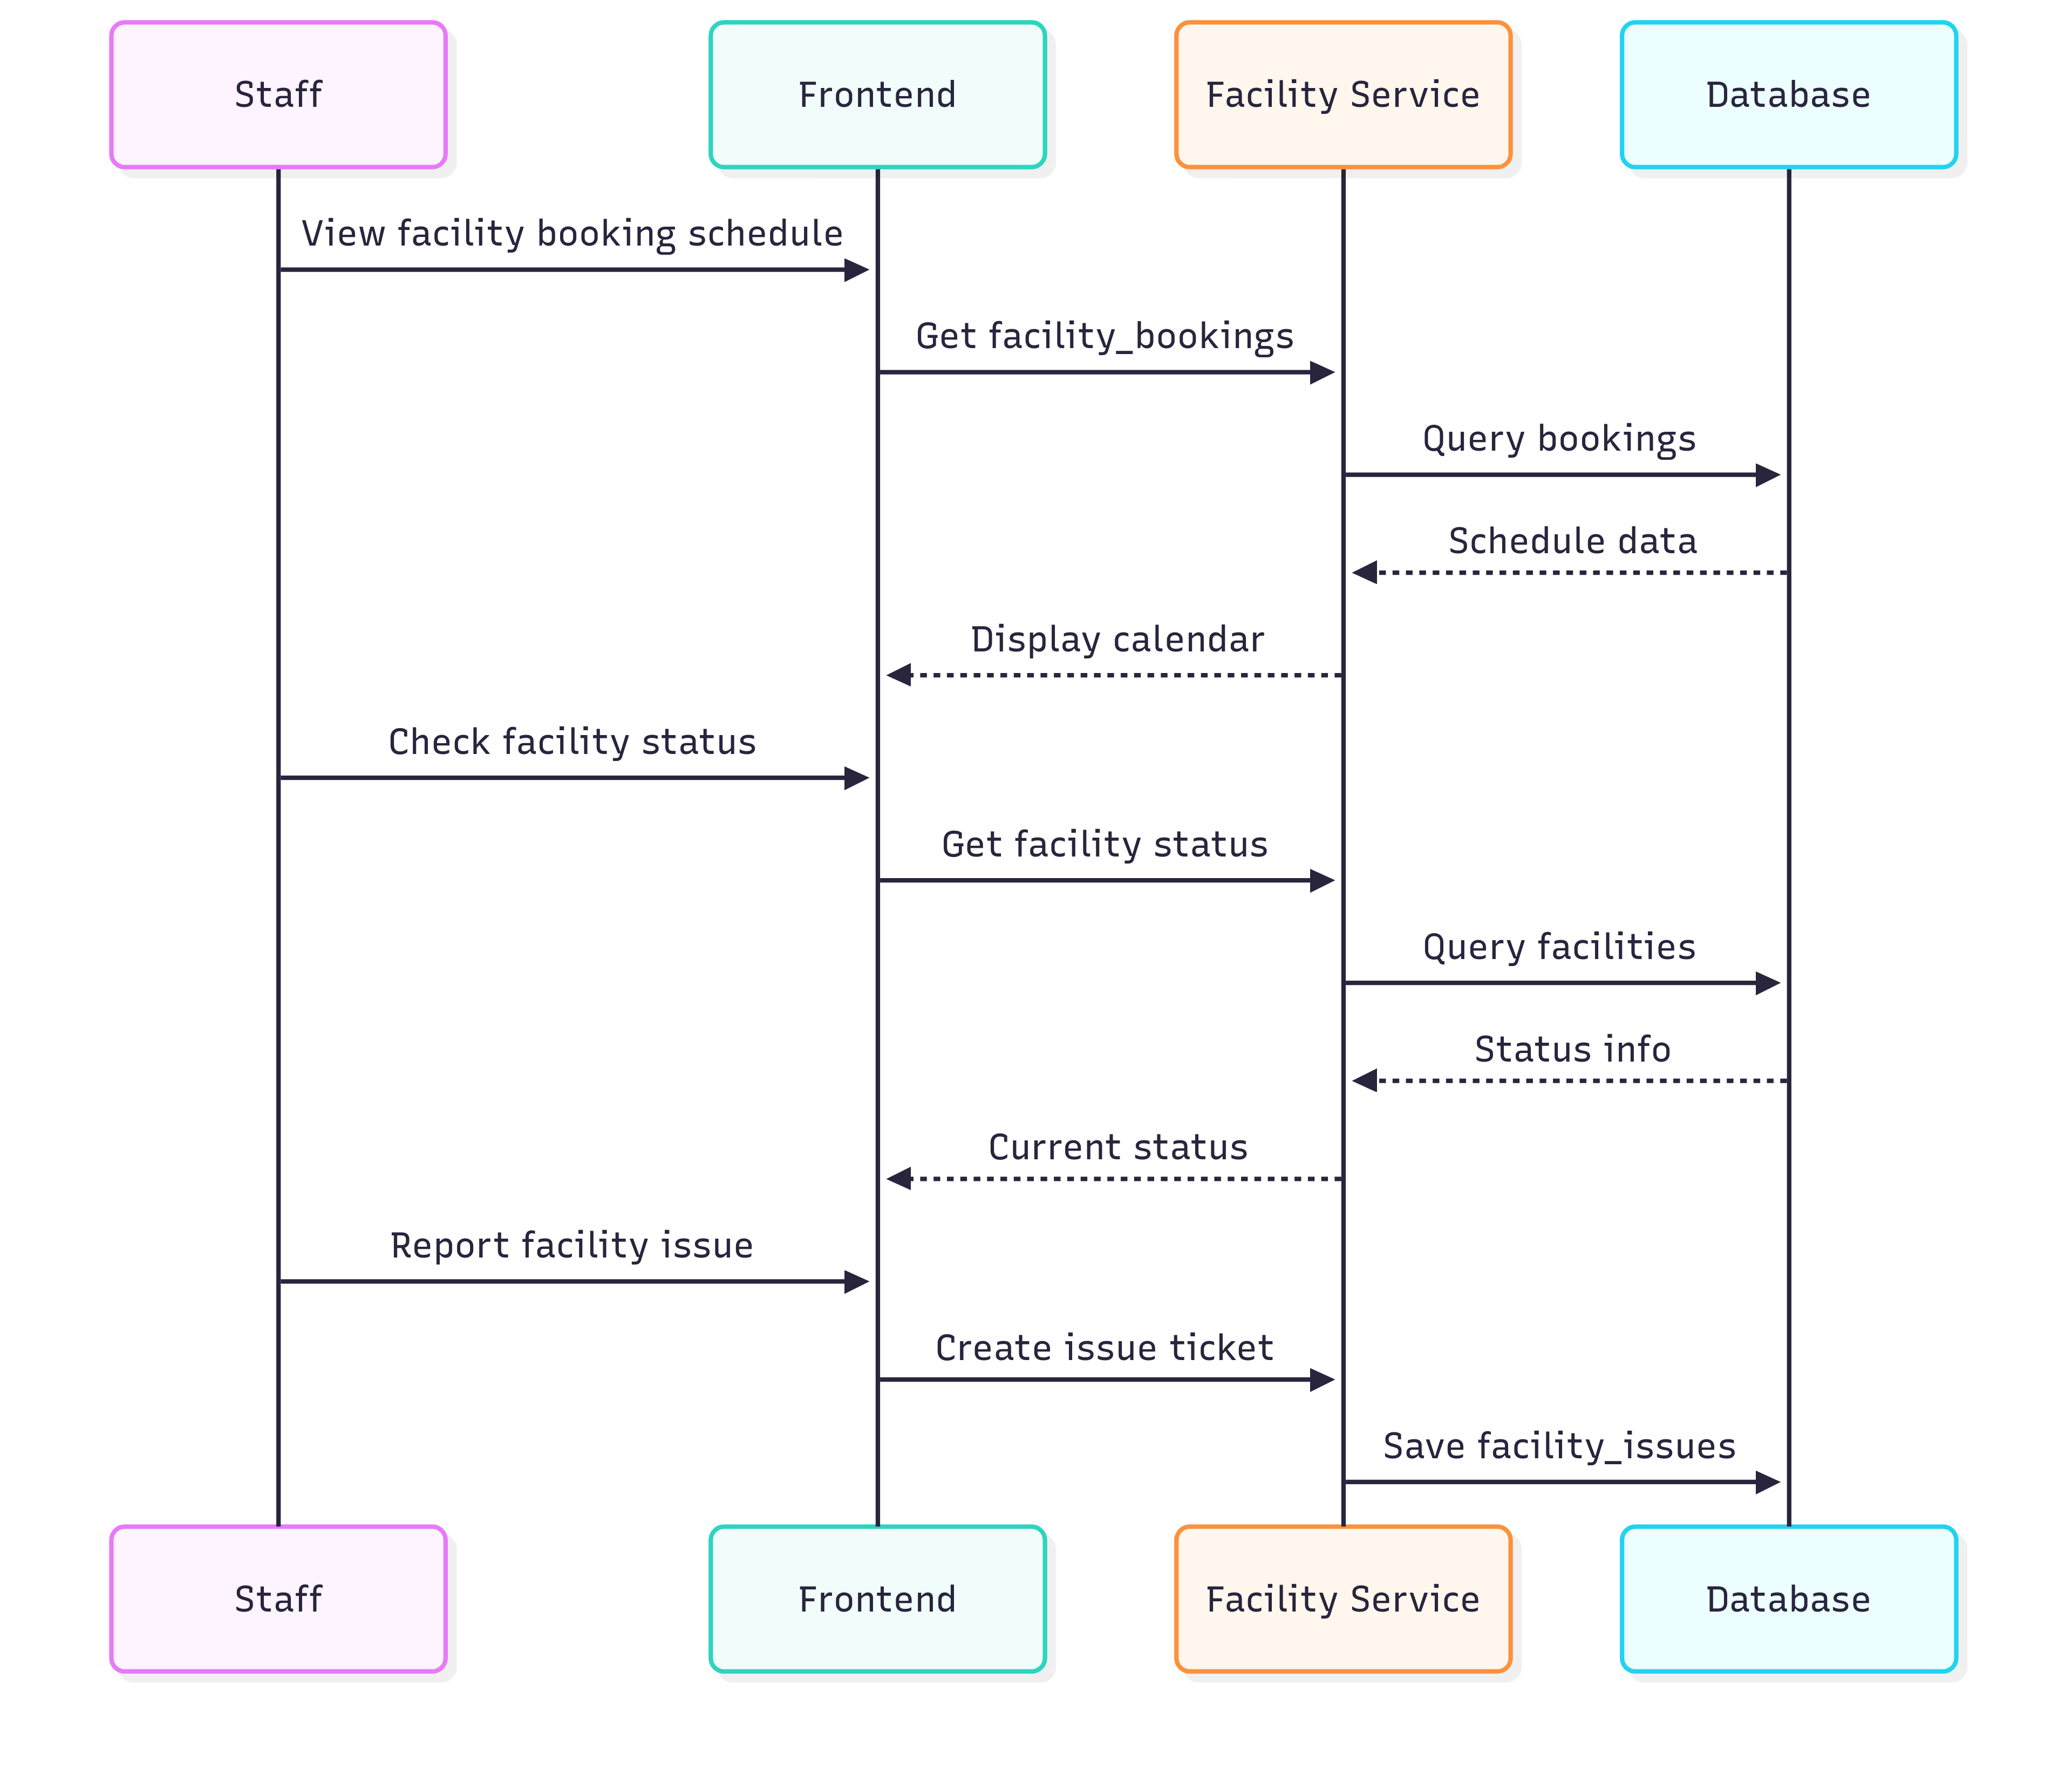 Staff
Frontend
Facility Service
Database
View facility booking schedule
Get facility_bookings
Query bookings
Schedule data
Display calendar
Check facility status
Get facility status
Query facilities
Status info
Current status
Report facility issue
Create issue ticket
Save facility_issues
Staff
Frontend
Facility Service
Database